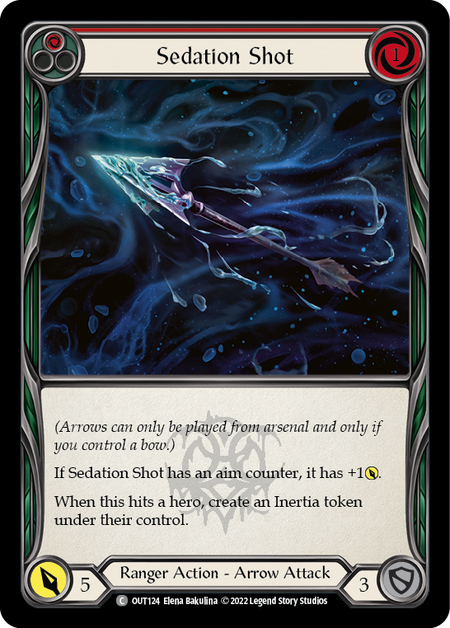 Sedation Shot
1
(Arrows can only be played from arsenal and only if
you control a bow.)
If Sedation Shot has an aim counter, it has +1.
When this hits a hero, create an Inertia token
under their control.
5
Ranger Action - Arrow Attack
3
C OUT124 Elena Bakulina © 2022 Legend Story Studios